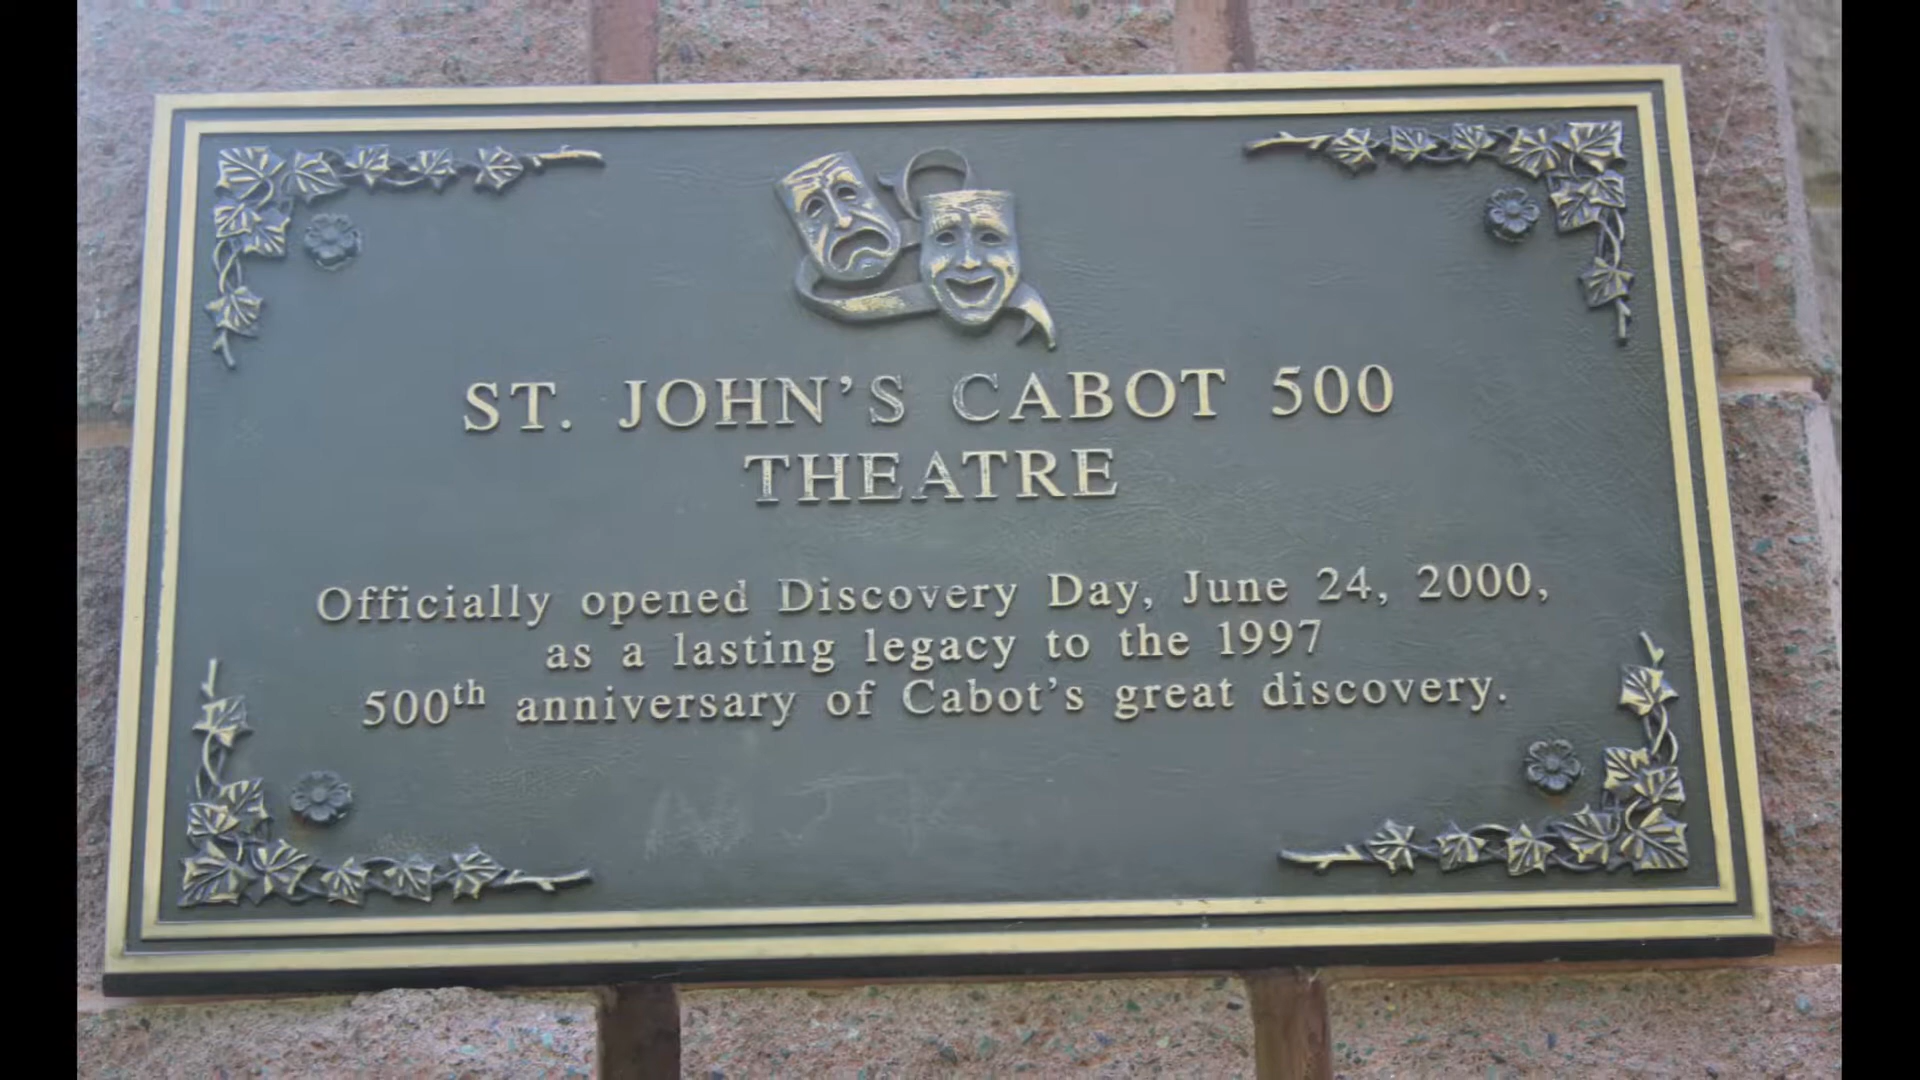 ST. JOHN'S CABOT 500
THEATRE
Officially opened Discovery Day, June 24, 2000,
as a lasting legacy to the 1997
500th anniversary of Cabot's great discovery.